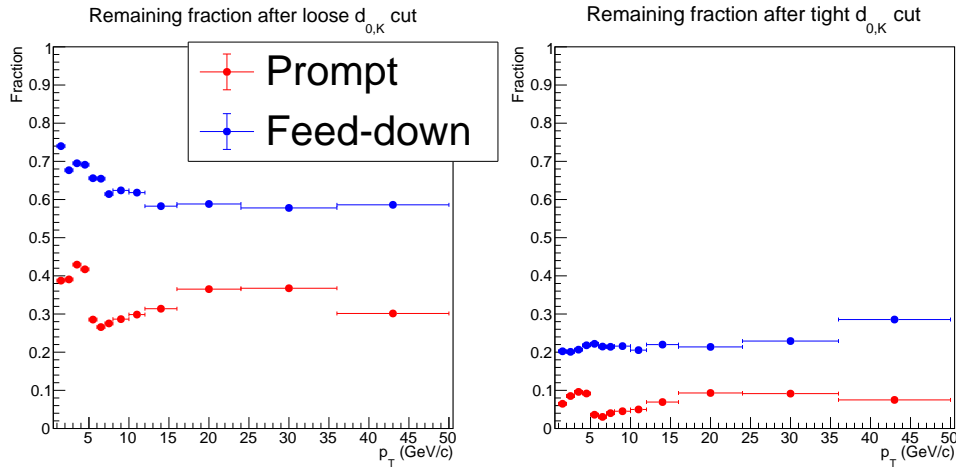 Remaining fraction after loose d0,K cut
Fraction
1
0.9
0.8
0.7
0.6
0.5
0.4
0.3
0.2
0.1
0
5 10 15 20 25 30 35 40 45 50
pT (GeV/c)
Prompt
Feed-down
Remaining fraction after tight d0,K cut
Fraction
1
0.9
0.8
0.7
0.6
0.5
0.4
0.3
0.2
0.1
0
5 10 15 20 25 30 35 40 45 50
pT (GeV/c)